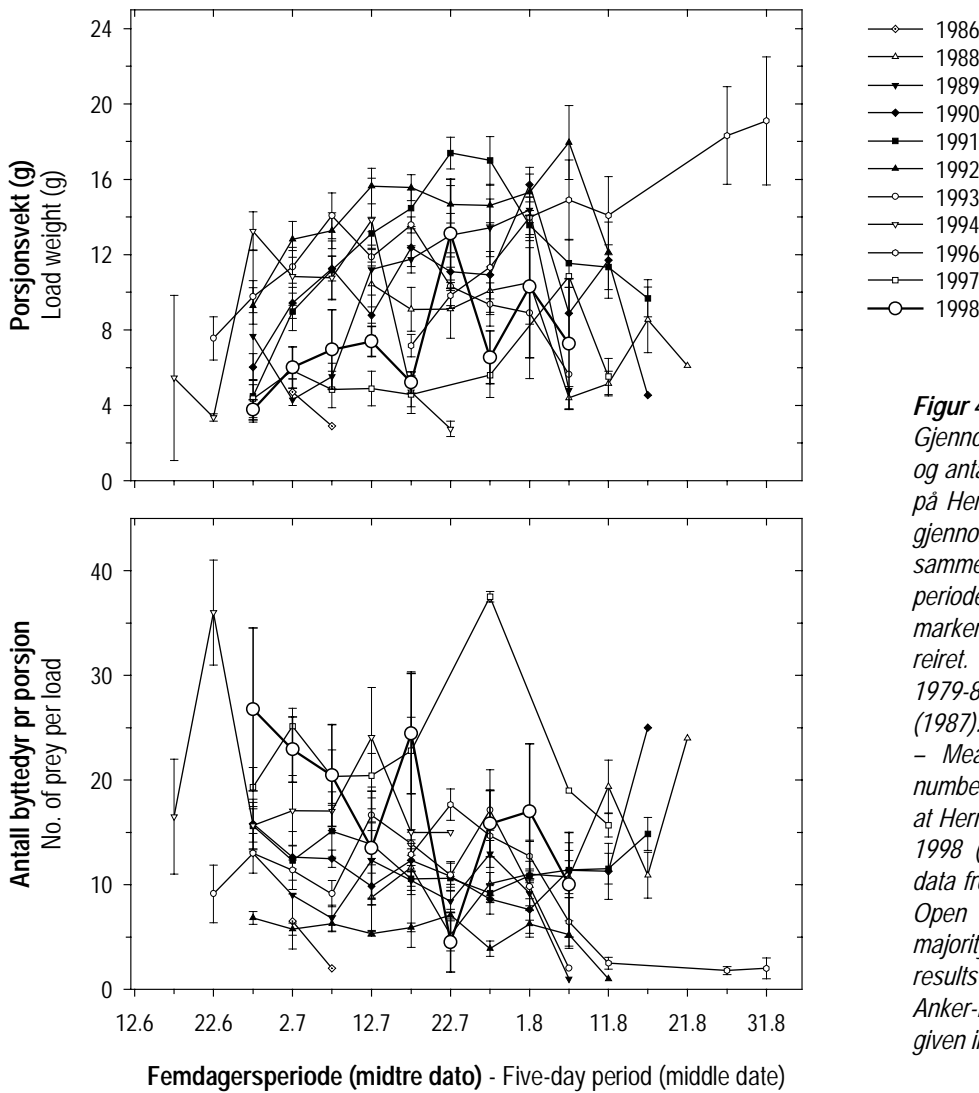 24
20
16
12
8
4
0
Porsjonsvekt (g)
Load weight (g)
1986
1988
1989
1990
1991
1992
1993
1994
1996
1997
1998
40
30
20
10
0
Antall byttedyr pr porsjon
No. of prey per load
12.6 22.6 2.7 12.7 22.7 1.8 11.8 21.8 31.8
Femdagersperiode (midtre dato) - Five-day period (middle date)
Figur 4
Gjenno
og anta
på Her
gjenno
samme
periode
marker
reiret.
1979-8
(1987).
– Mea
number
at Herr
1998 (
data fr
Open
majorit
results
Anker-
given i